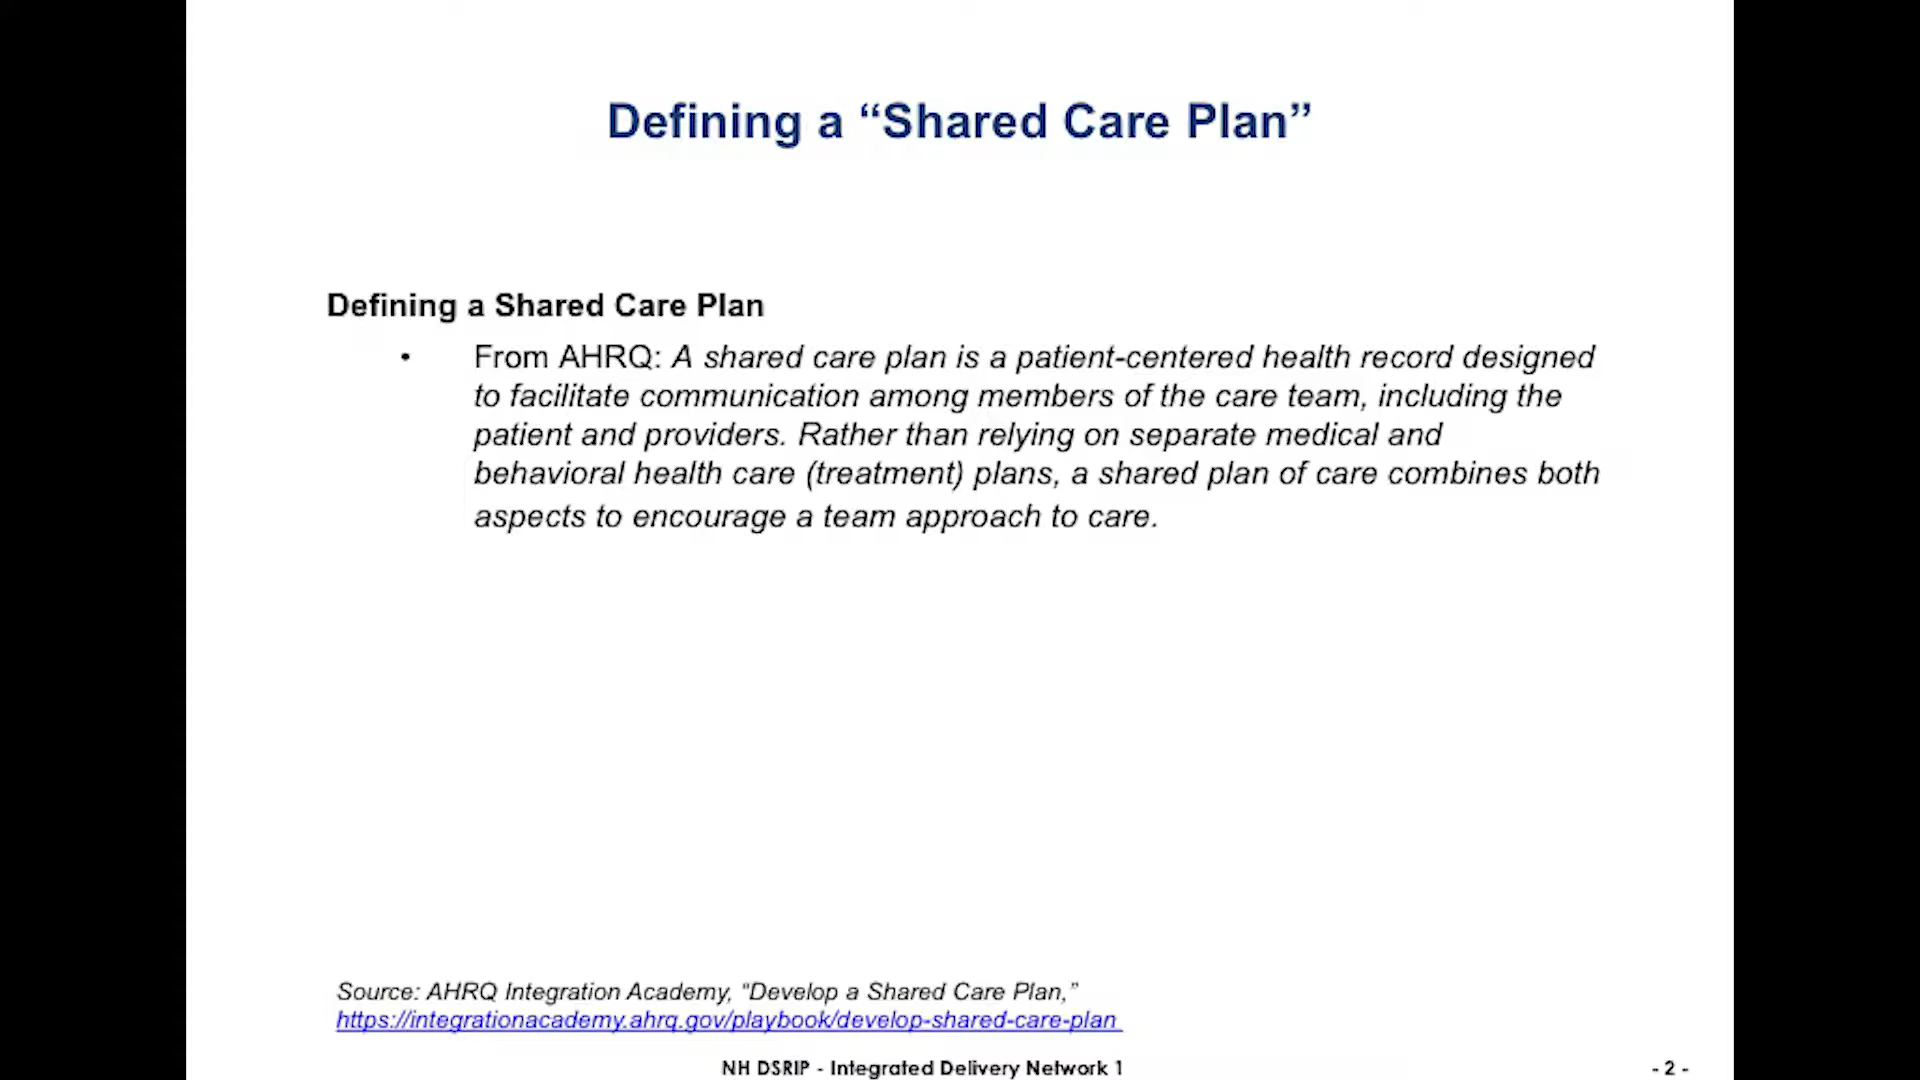 Defining a “Shared Care Plan”
Defining a Shared Care Plan
• From AHRQ: A shared care plan is a patient-centered health record designed
to facilitate communication among members of the care team, including the
patient and providers. Rather than relying on separate medical and
behavioral health care (treatment) plans, a shared plan of care combines both
aspects to encourage a team approach to care.
Source: AHRQ Integration Academy, “Develop a Shared Care Plan,”
https://integrationacademy.ahrq.gov/playbook/develop-shared-care-plan
NH DSRIP - Integrated Delivery Network 1
- 2 -